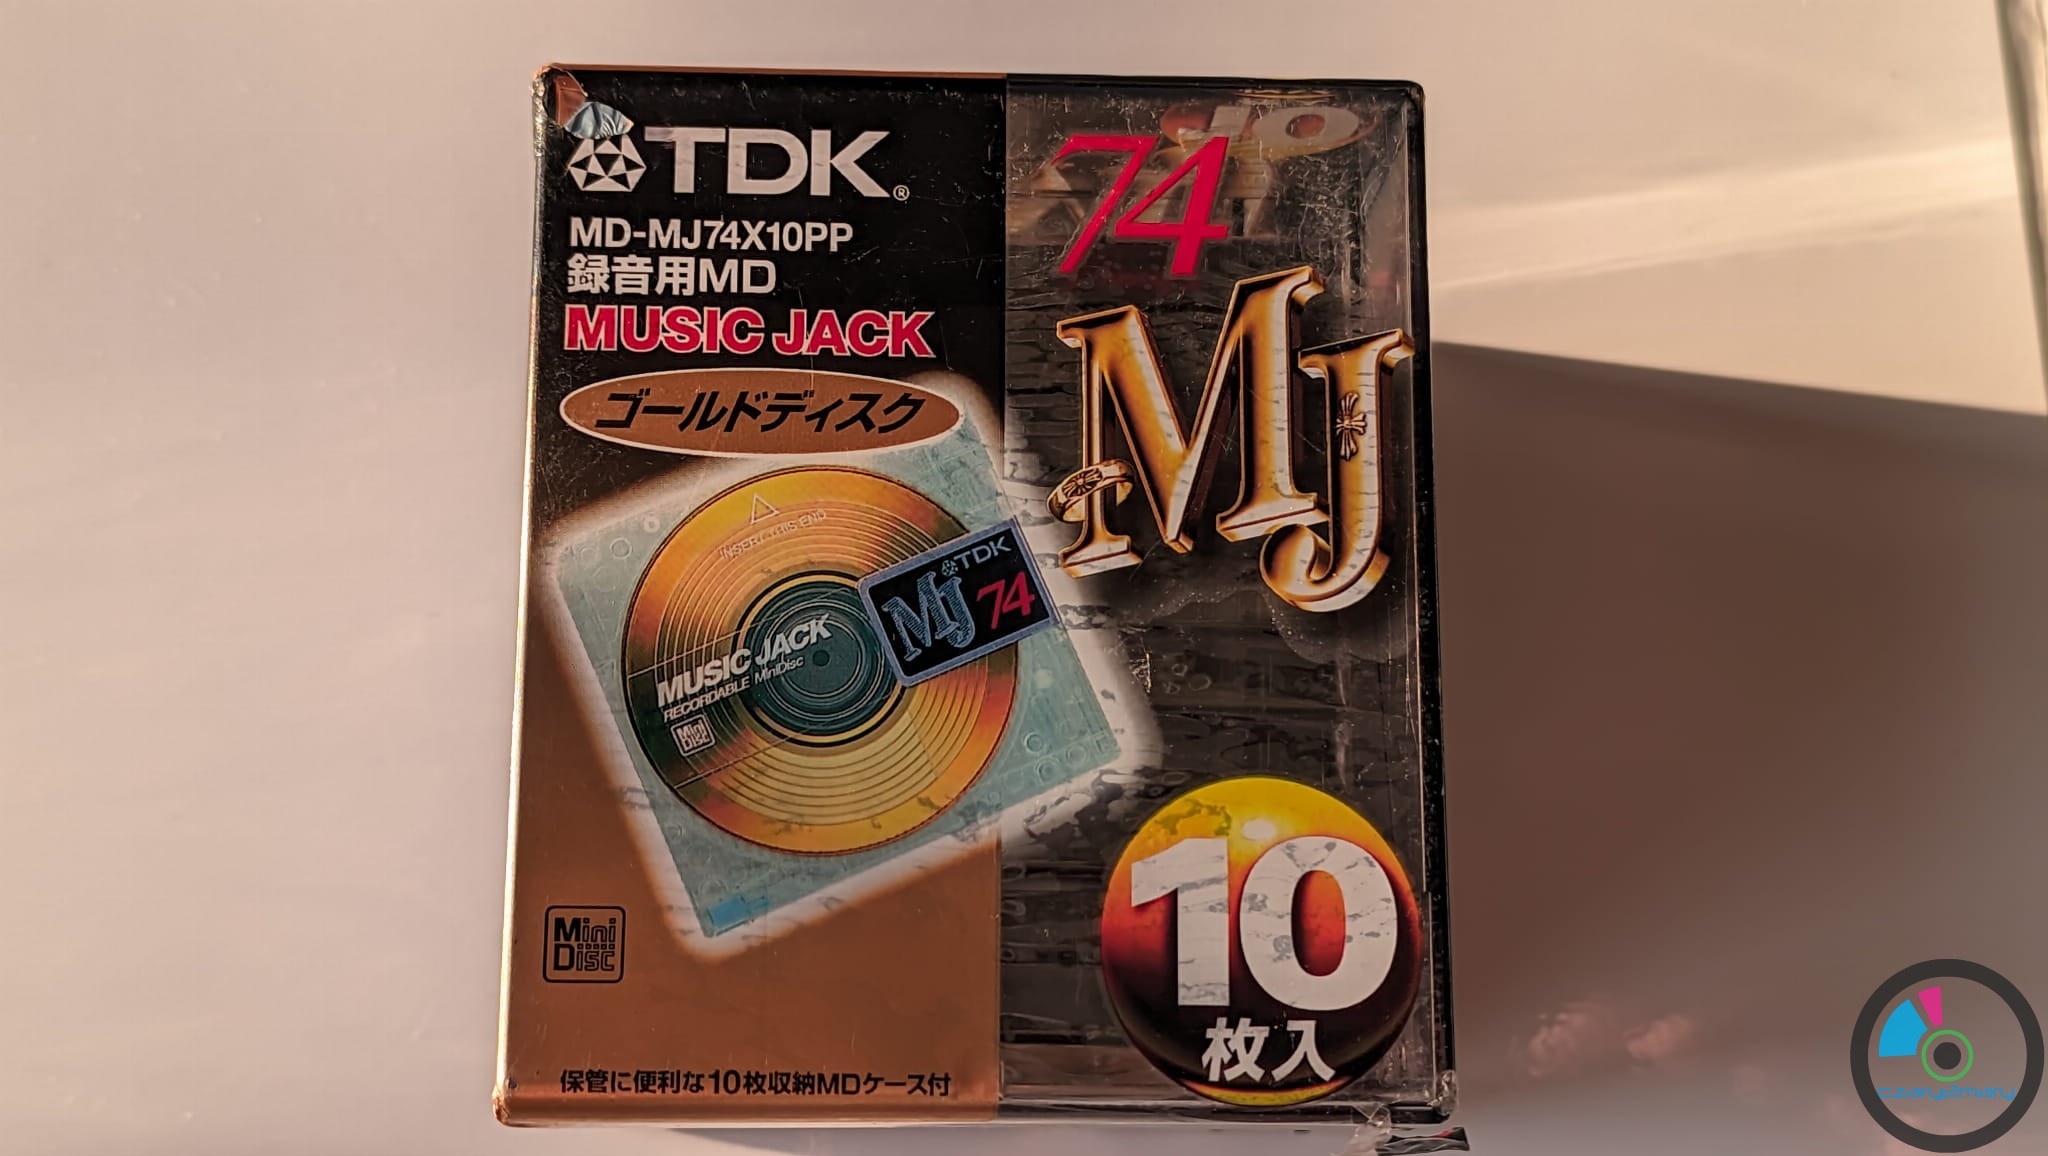 TDK®
MD-MJ74X10PP
録音用MD
MUSIC JACK
ゴールドディスク
INSERT THIS END
MUSIC JACK
RECORDABLE MiniDisc
Mini Disc
TDK
MJ 74
Mini
Disc
保管に便利な10枚収納MDケース付
74
MJ
10
枚入
10